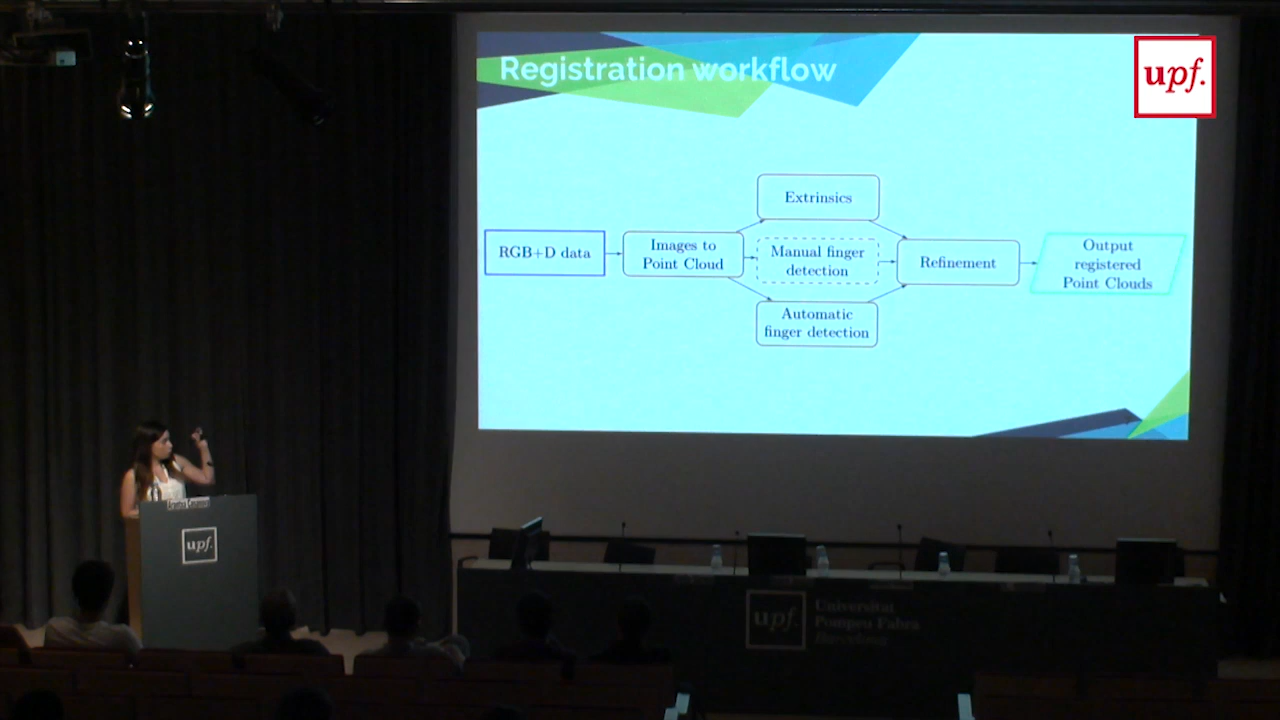 Registration workflow
upf.
Extrinsics
RGB+D data
Images to
Point Cloud
Manual finger
detection
Automatic
finger detection
Refinement
Output
registered
Point Clouds
upf.
upf.
Universitat
Pompeu Fabra
Barcelona